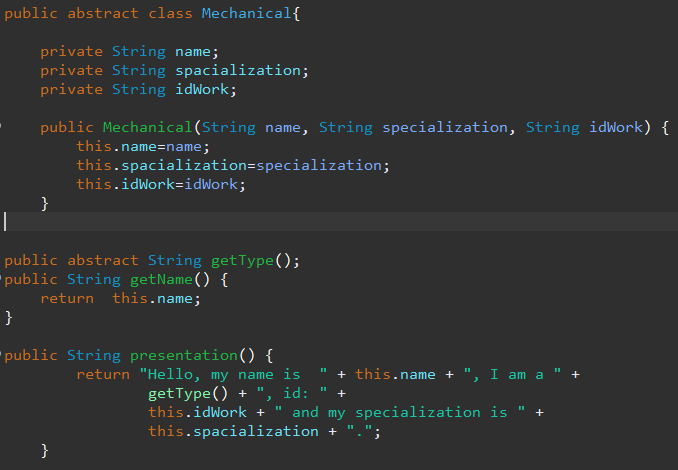 public abstract class Mechanical{
private String name;
private String spacialization;
private String idWork;
public Mechanical(String name, String specialization, String idWork) {
this.name=name;
this.spacialization=specialization;
this.idWork=idWork;
}
public abstract String getType();
public String getName() {
return  this.name;
}
public String presentation() {
return "Hello, my name is  " + this.name + ", I am a " +
getType() + ", id: " +
this.idWork + " and my specialization is " +
this.spacialization + ".";
}